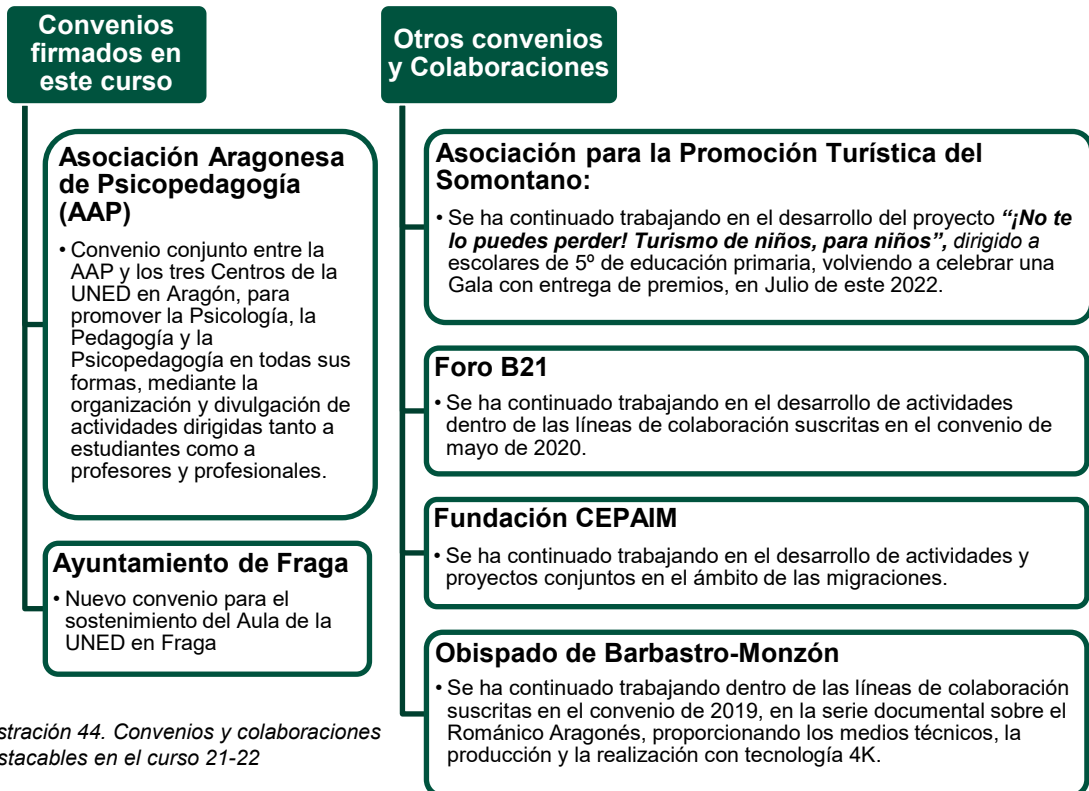 Convenios
firmados en
este curso
Asociación Aragonesa
de Psicopedagogía
(AAP)
• Convenio conjunto entre la
AAP y los tres Centros de la
UNED en Aragón, para
promover la Psicología, la
Pedagogía y la
Psicopedagogía en todas sus
formas, mediante la
organización y divulgación de
actividades dirigidas tanto a
estudiantes como a
profesores y profesionales.
Ayuntamiento de Fraga
• Nuevo convenio para el
sostenimiento del Aula de la
UNED en Fraga
Otros convenios
y Colaboraciones
Asociación para la Promoción Turística del
Somontano:
• Se ha continuado trabajando en el desarrollo del proyecto “¡No te
lo puedes perder! Turismo de niños, para niños”, dirigido a
escolares de 5º de educación primaria, volviendo a celebrar una
Gala con entrega de premios, en Julio de este 2022.
Foro B21
• Se ha continuado trabajando en el desarrollo de actividades
dentro de las líneas de colaboración suscritas en el convenio de
mayo de 2020.
Fundación CEPAIM
• Se ha continuado trabajando en el desarrollo de actividades y
proyectos conjuntos en el ámbito de las migraciones.
Obispado de Barbastro-Monzón
• Se ha continuado trabajando dentro de las líneas de colaboración
suscritas en el convenio de 2019, en la serie documental sobre el
Románico Aragonés, proporcionando los medios técnicos, la
producción y la realización con tecnología 4K.
stración 44. Convenios y colaboraciones
stacables en el curso 21-22